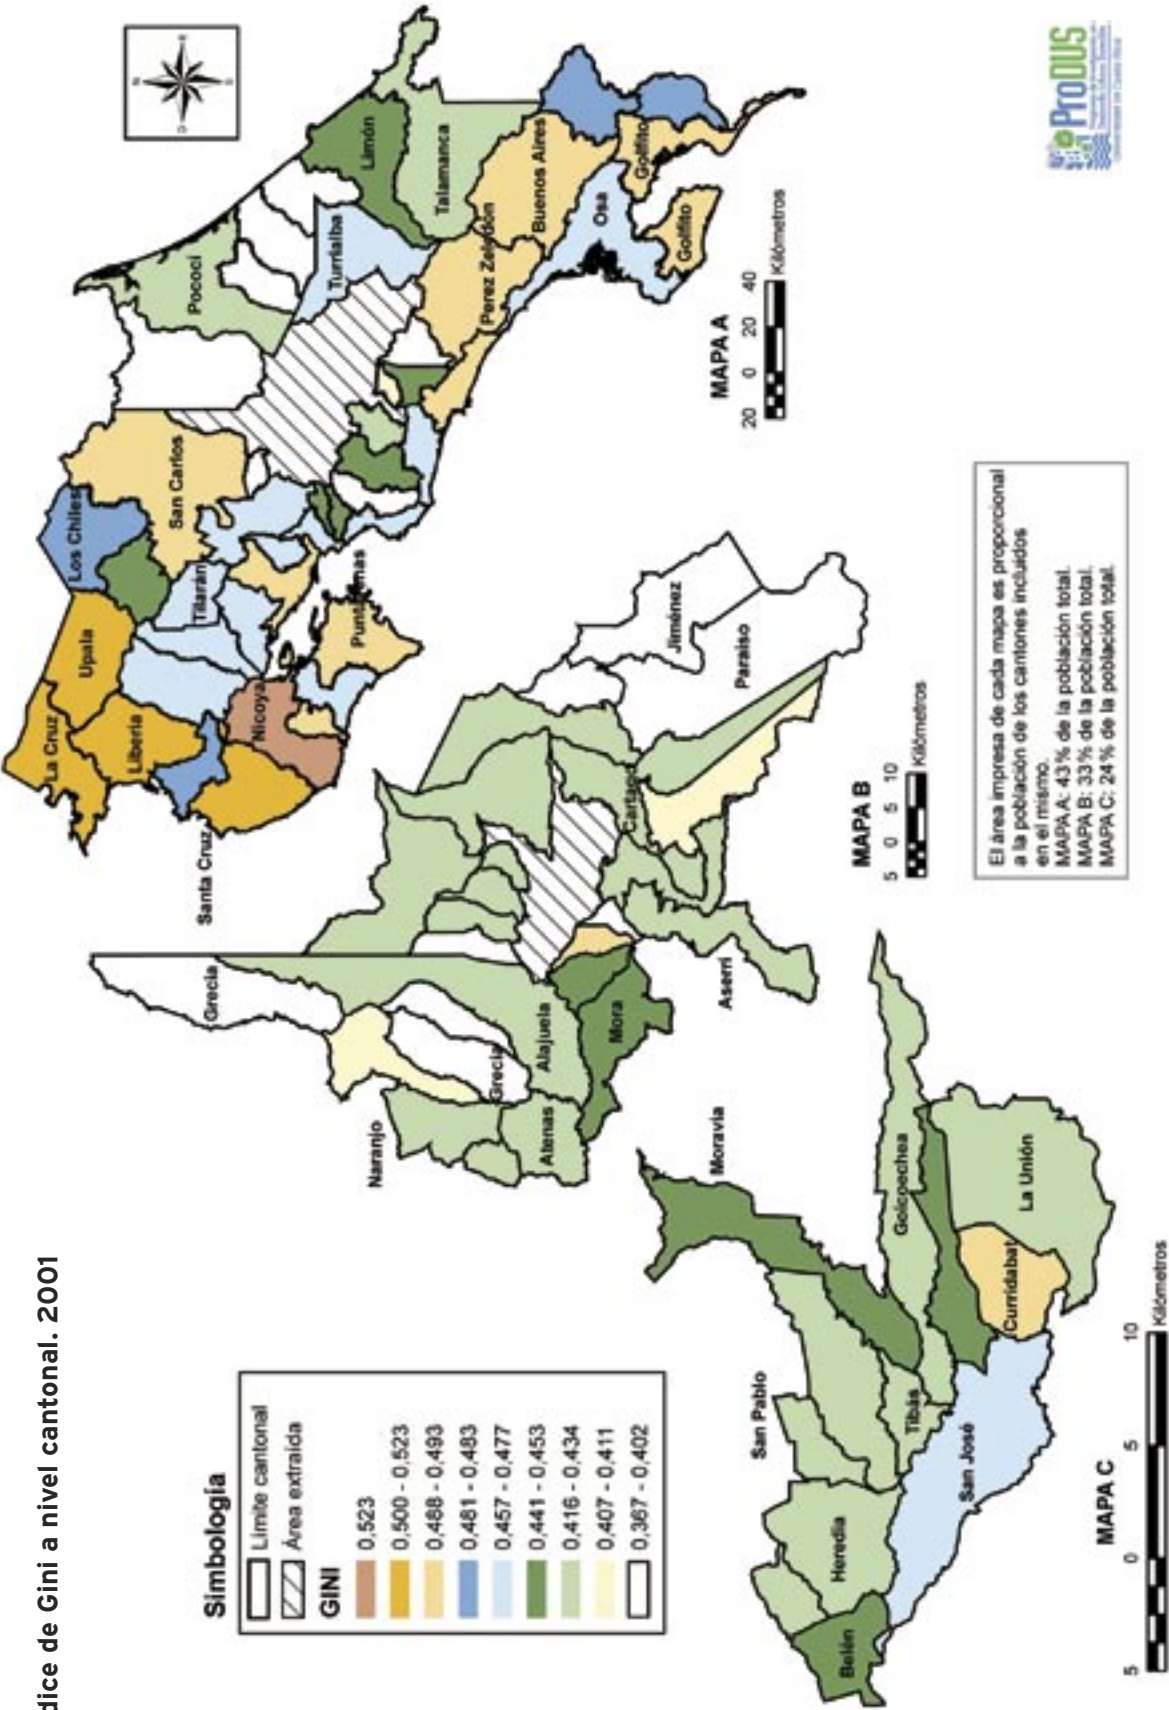 dice de Gini a nivel cantonal. 2001
Simbología
Límite cantonal
Área extraída
GINI
0,523
0,500 - 0,523
0,488 - 0,493
0,481 - 0,483
0,457 - 0,477
0,441 - 0,453
0,416 - 0,434
0,407 - 0,411
0,367 - 0,402
La Cruz
Upala
Los Chiles
Liberia
San Carlos
Tilarán
Santa Cruz
Nicoya
Puntarenas
Pococí
Turrialba
Limón
Talamanca
Perez Zeledón
Buenos Aires
Osa
Golfito
Golfito
MAPA A
20 0 20 40
Kilómetros
Grecia
Naranjo
Grecia
Alajuela
Atenas
Mora
Aserrí
Cartago
Paraíso
Jiménez
MAPA B
5 0 5 10
Kilómetros
Moravia
San Pablo
Goicoechea
Tibás
Heredia
Belén
San José
Curridabat
La Unión
MAPA C
5 0 5 10
Kilómetros
El área impresa de cada mapa es proporcional
a la población de los cantones incluidos
en el mismo.
MAPA A: 43% de la población total.
MAPA B: 33% de la población total.
MAPA C: 24% de la población total.
ProDUS